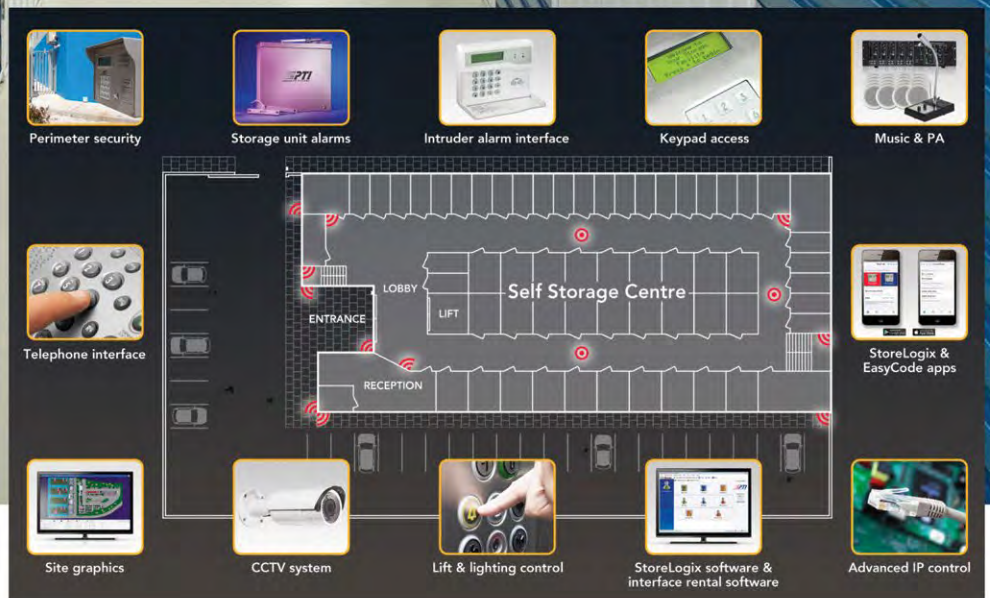 PTI
Perimeter security
Storage unit alarms
Intruder alarm interface
Keypad access
Music & PA
LOBBY
Self Storage Centre
LIFT
ENTRANCE
RECEPTION
Telephone interface
StoreLogix &
EasyCode apps
PTI
Site graphics
CCTV system
Lift & lighting control
StoreLogix software &
interface rental software
Advanced IP control